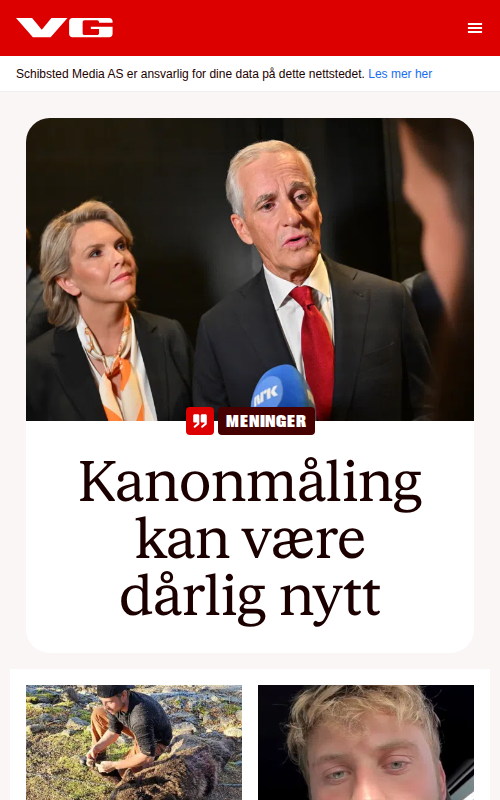 VG
Schibsted Media AS er ansvarlig for dine data på dette nettstedet. Les mer her
NRK
MENINGER
Kanonmåling
kan være
dårlig nytt